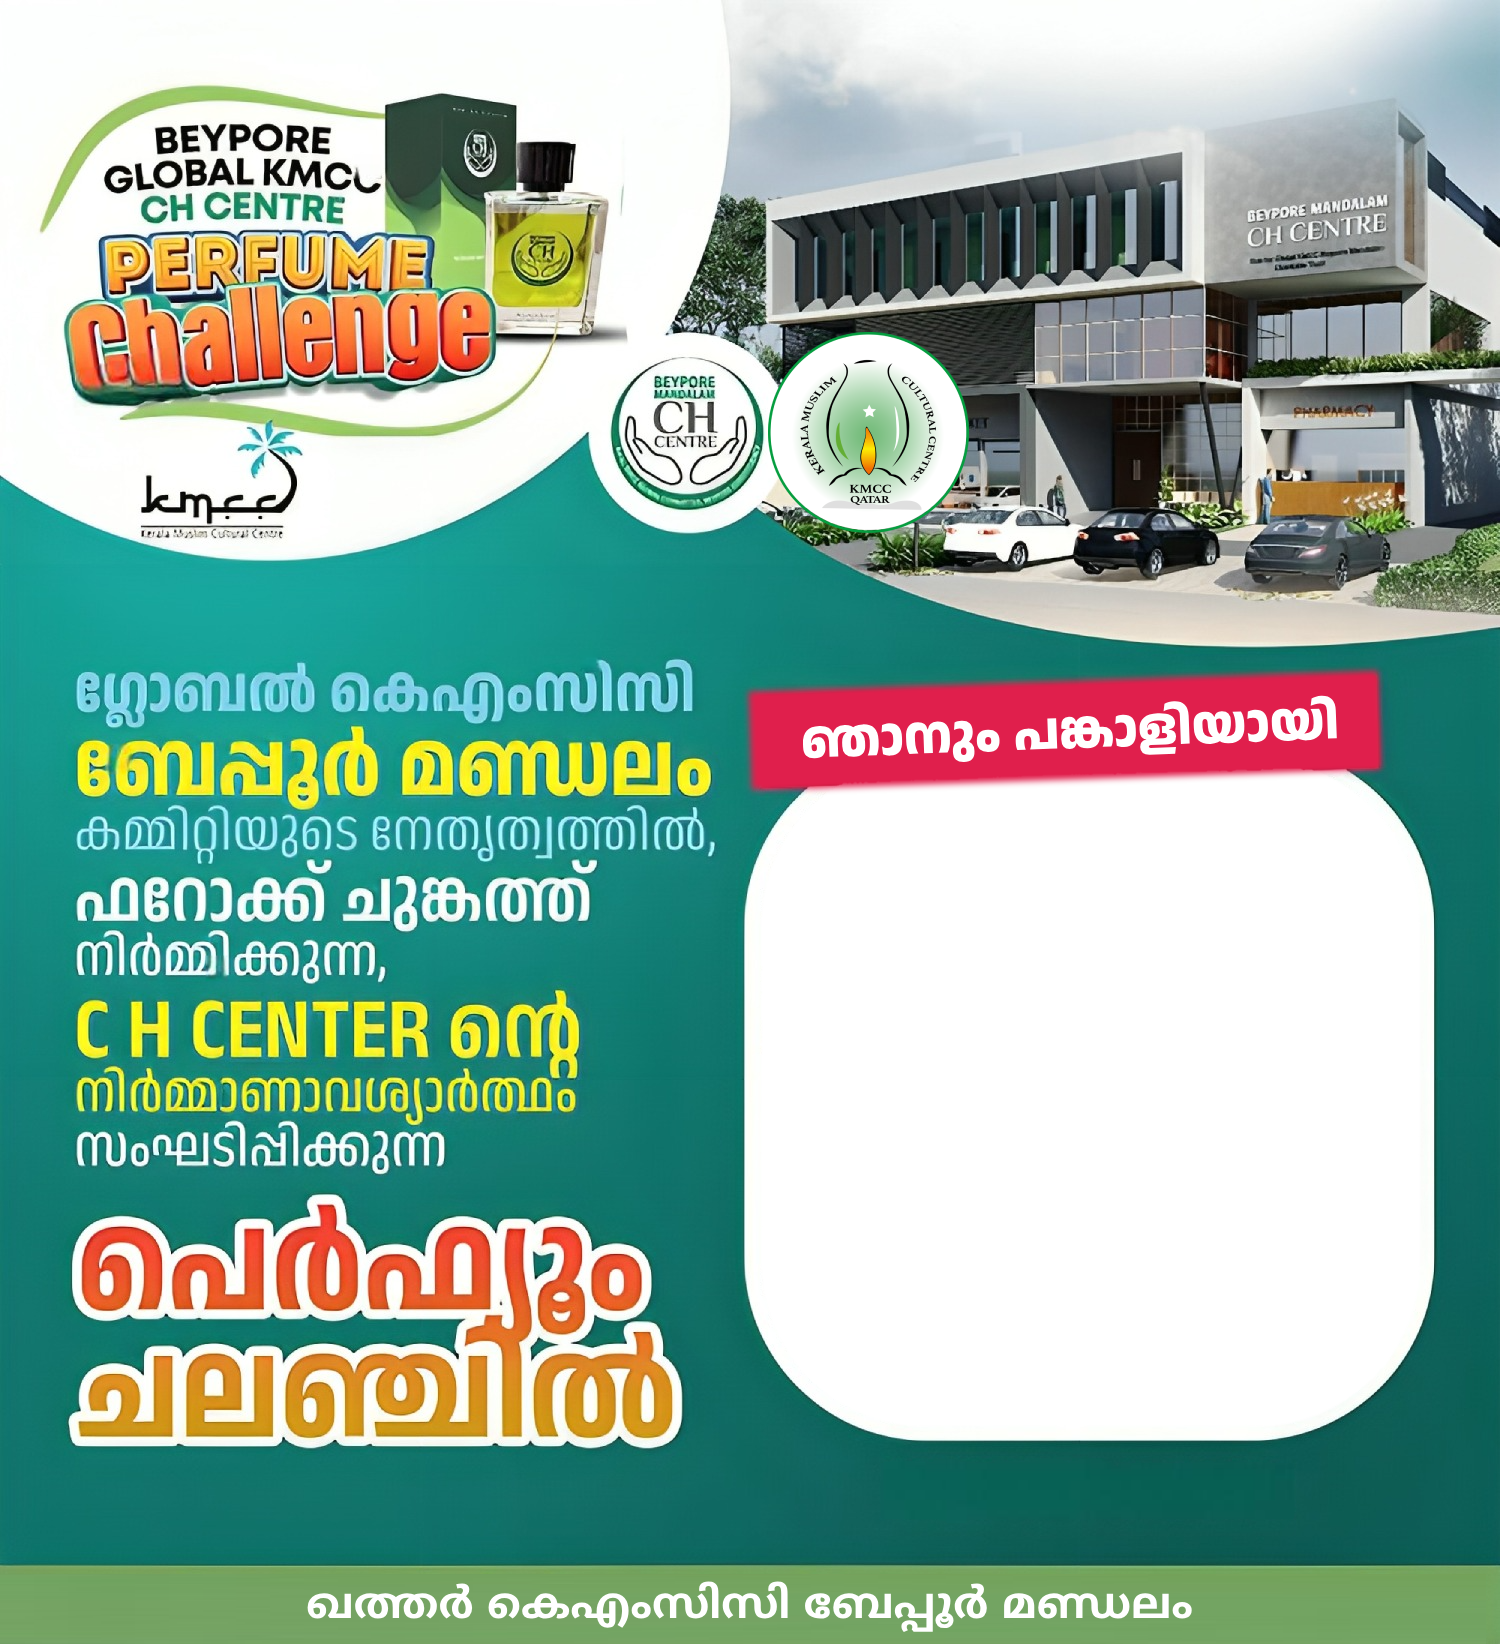 BEYPORE
GLOBAL KMCC
CH CENTRE
PERFUME
Challenge
CH
kmcc
Kerala Muslim Cultural Centre
BEYPORE
MANDALAM
CH
CENTRE
KERALA MUSLIM CULTURAL CENTRE
KMCC
QATAR
BEYPORE MANDALAM
CH CENTRE
PHARMACY
ഗ്ലോബൽ കെഎംസിസി
ബേപ്പൂർ മണ്ഡലം
കമ്മിറ്റിയുടെ നേതൃത്വത്തിൽ,
ഫറോക്ക് ചുങ്കത്ത്
നിർമ്മിക്കുന്ന,
C H CENTER ന്റെ
നിർമ്മാണാവശ്യാർത്ഥം
സംഘടിപ്പിക്കുന്ന
പെർഫ്യൂം
ചലഞ്ചിൽ
ഞാനും പങ്കാളിയായി
ഖത്തർ കെഎംസിസി ബേപ്പൂർ മണ്ഡലം